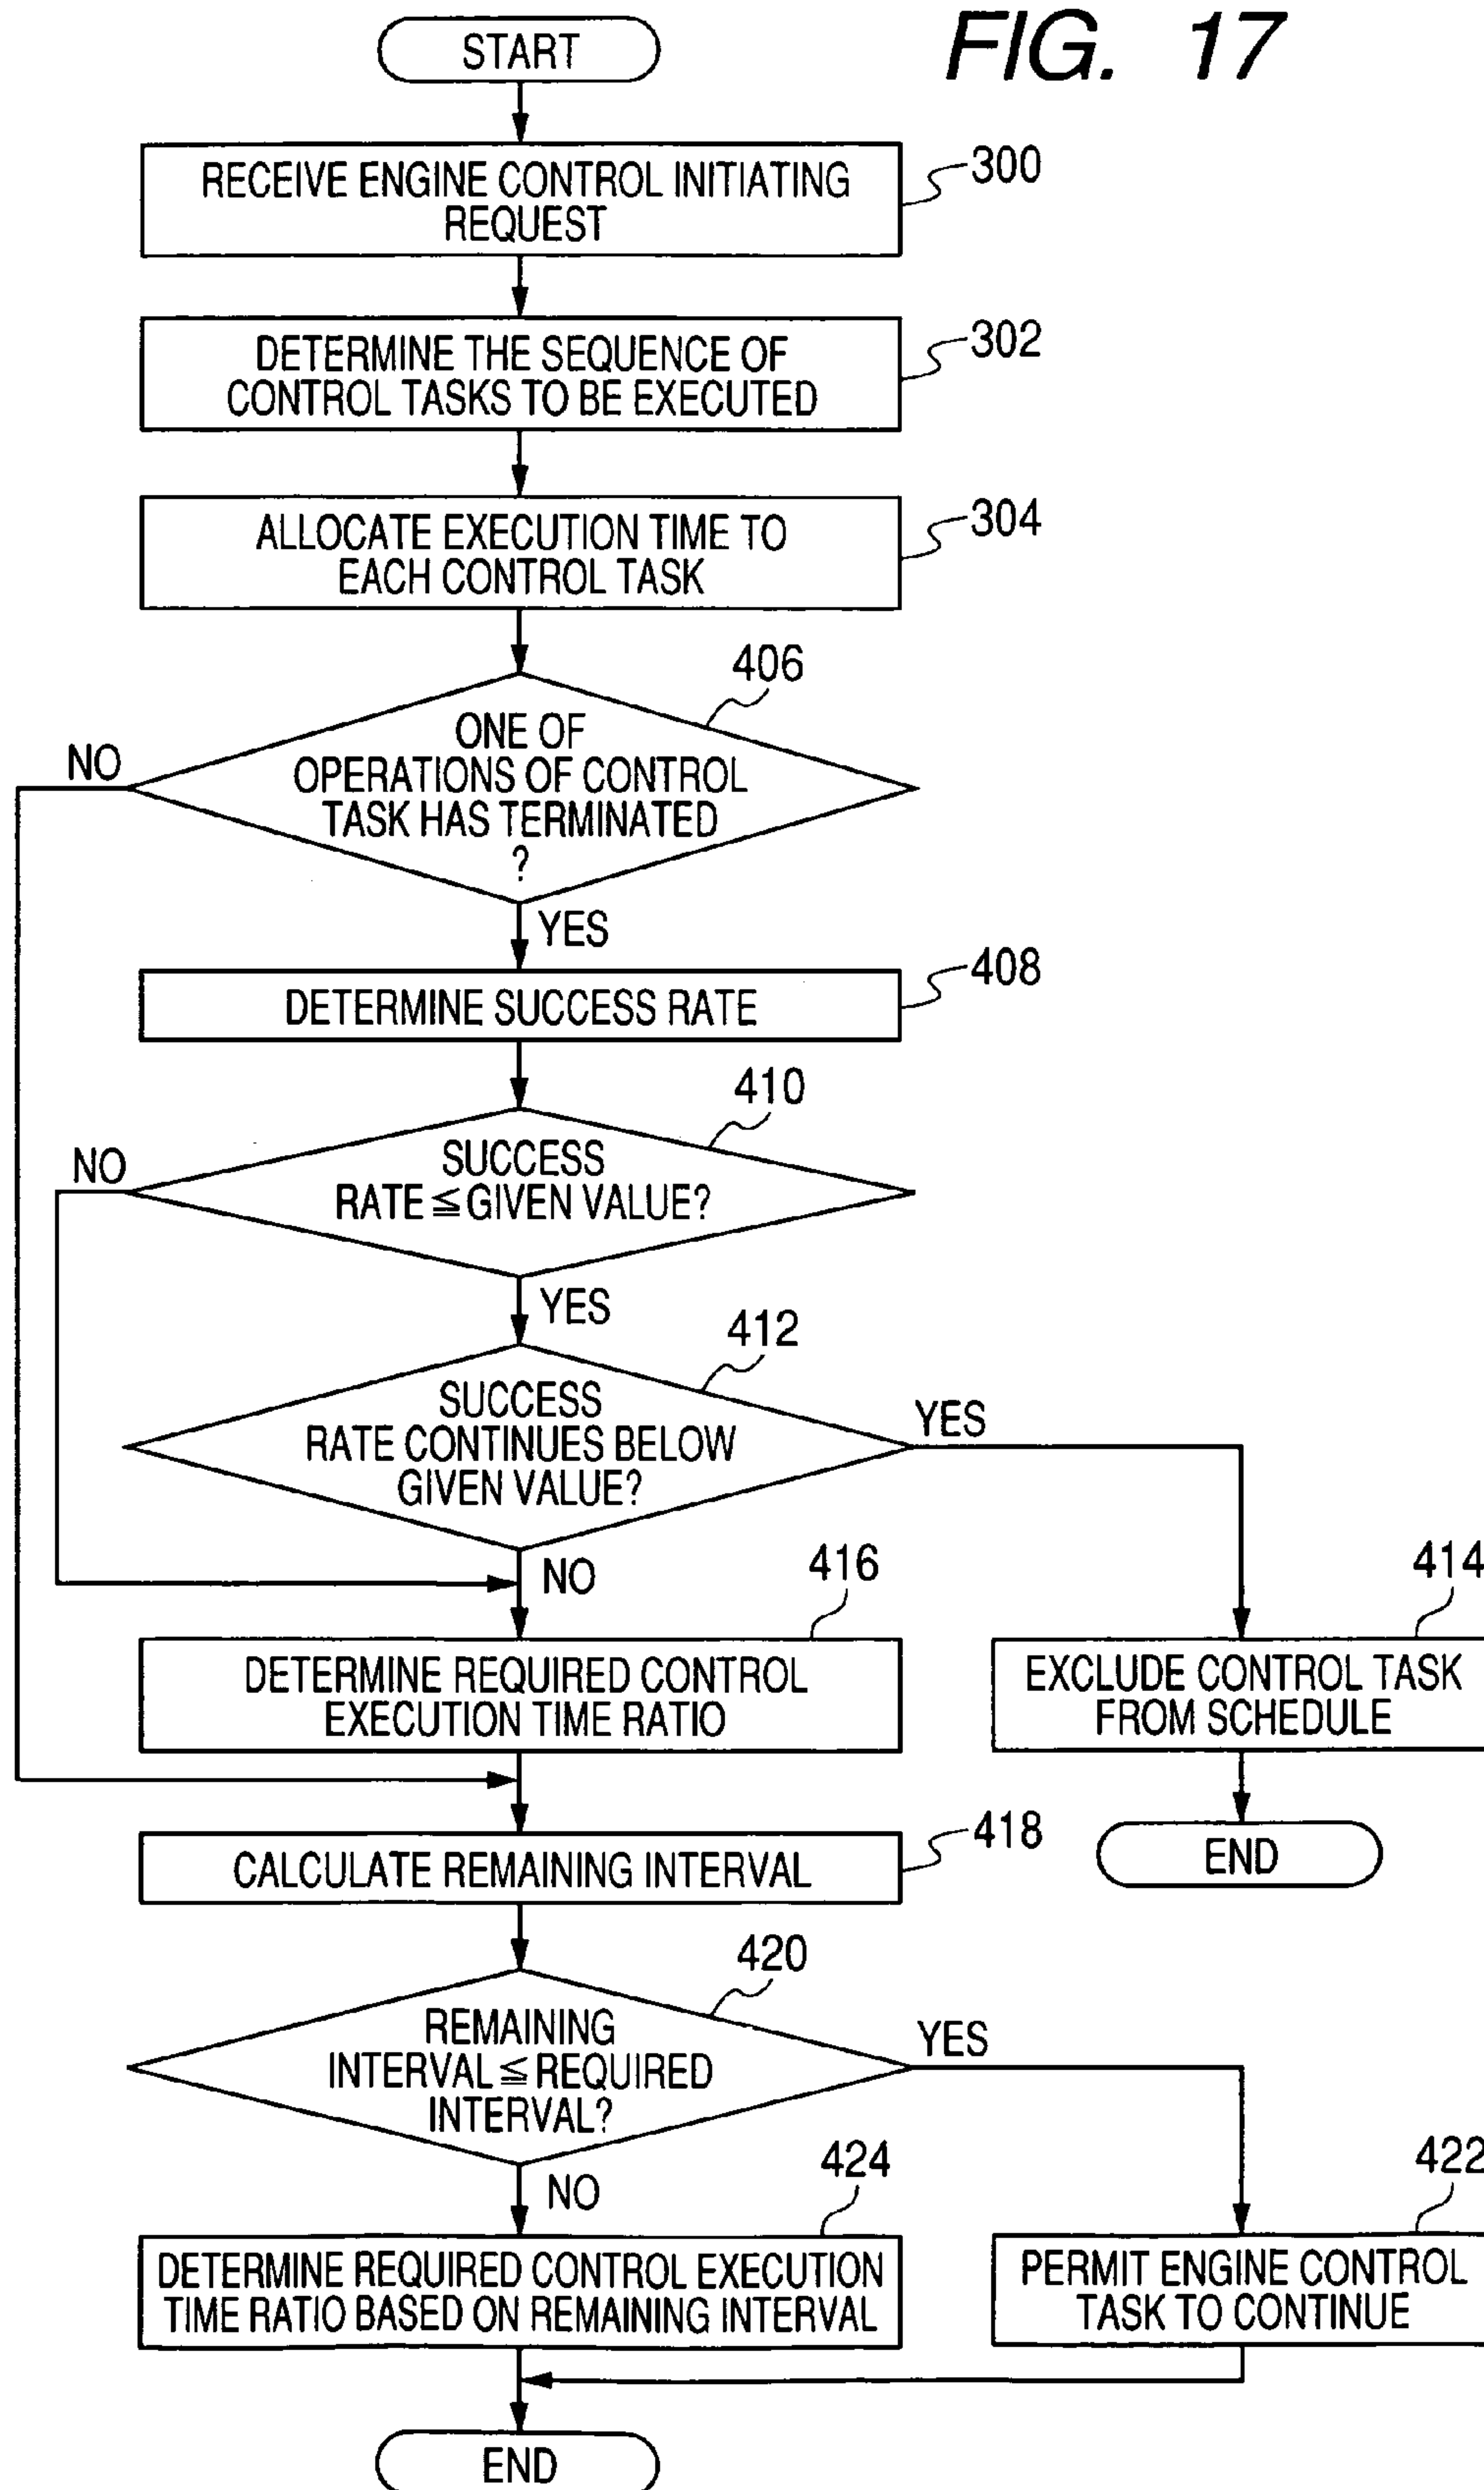 FIG. 17
START
RECEIVE ENGINE CONTROL INITIATING
REQUEST
300
DETERMINE THE SEQUENCE OF
CONTROL TASKS TO BE EXECUTED
302
ALLOCATE EXECUTION TIME TO
EACH CONTROL TASK
304
406
ONE OF
OPERATIONS OF CONTROL
TASK HAS TERMINATED
?
NO
YES
DETERMINE SUCCESS RATE
408
410
SUCCESS
RATE ≦ GIVEN VALUE?
NO
YES
412
SUCCESS
RATE CONTINUES BELOW
GIVEN VALUE?
YES
NO
416
DETERMINE REQUIRED CONTROL
EXECUTION TIME RATIO
414
EXCLUDE CONTROL TASK
FROM SCHEDULE
END
CALCULATE REMAINING INTERVAL
418
420
REMAINING
INTERVAL ≦ REQUIRED
INTERVAL?
YES
NO
424
DETERMINE REQUIRED CONTROL EXECUTION
TIME RATIO BASED ON REMAINING INTERVAL
422
PERMIT ENGINE CONTROL
TASK TO CONTINUE
END